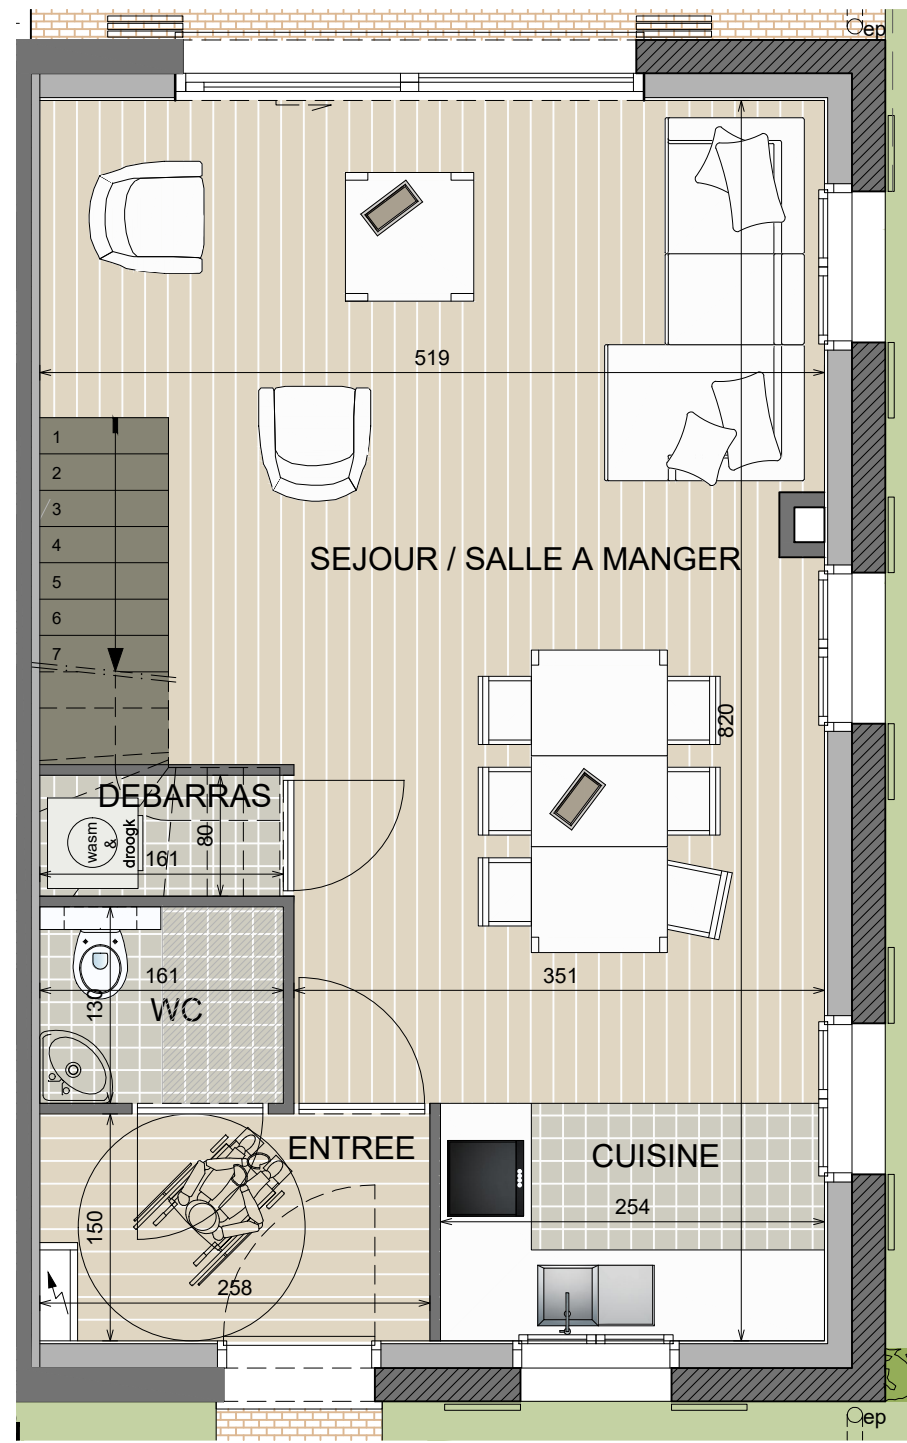 ep
519
1
2
3
4
5
6
7
SEJOUR / SALLE A MANGER
820
DEBARRAS
wasm
&
droogk
80
161
161
351
130
WC
ENTREE
CUISINE
150
254
258
ep